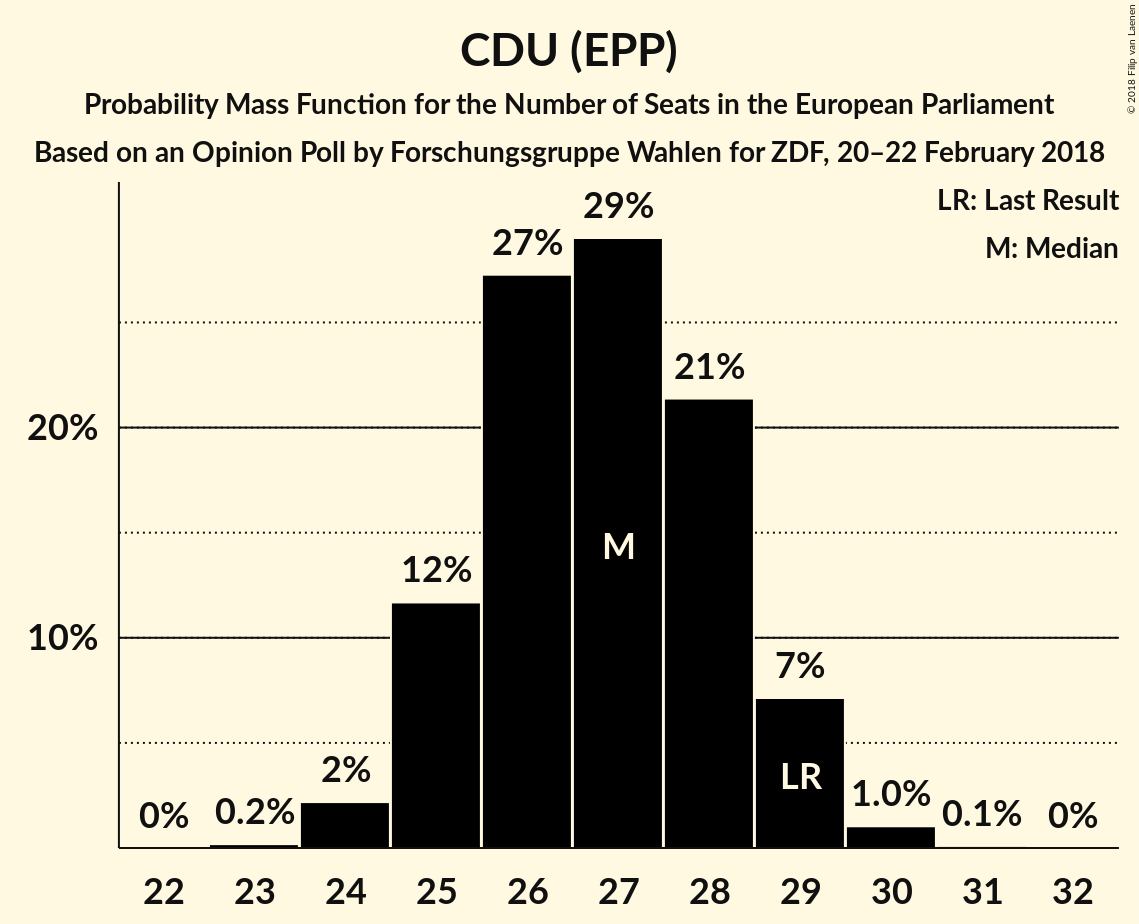 CDU (EPP)
Probability Mass Function for the Number of Seats in the European Parliament
Based on an Opinion Poll by Forschungsgruppe Wahlen for ZDF, 20–22 February 2018
© 2018 Filip van Laenen
LR: Last Result
M: Median
29%
27%
21%
20%
M
12%
10%
7%
LR
2%
0% 0.2% 1.0% 0.1% 0%
22 23 24 25 26 27 28 29 30 31 32